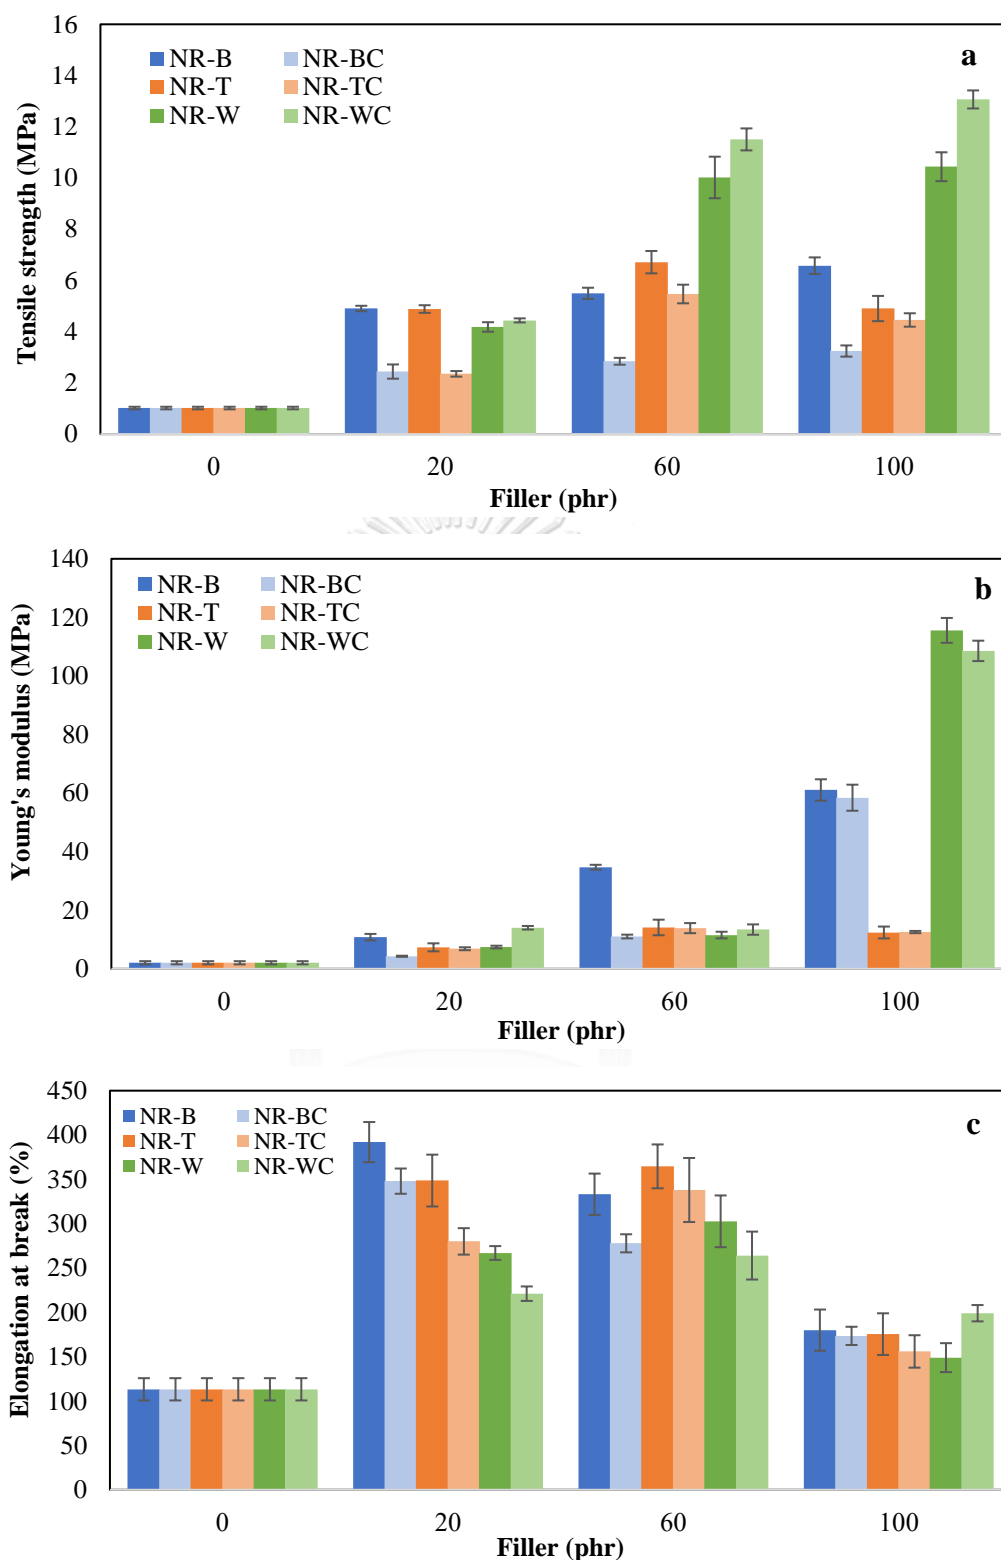 16
14
12
10
8
6
4
2
0
Tensile strength (MPa)
NR-B NR-BC
NR-T NR-TC
NR-W NR-WC
a
0 20 60 100
Filler (phr)
140
120
100
80
60
40
20
0
Young's modulus (MPa)
NR-B NR-BC
NR-T NR-TC
NR-W NR-WC
b
0 20 60 100
Filler (phr)
450
400
350
300
250
200
150
100
50
0
Elongation at break (%)
NR-B NR-BC
NR-T NR-TC
NR-W NR-WC
c
0 20 60 100
Filler (phr)